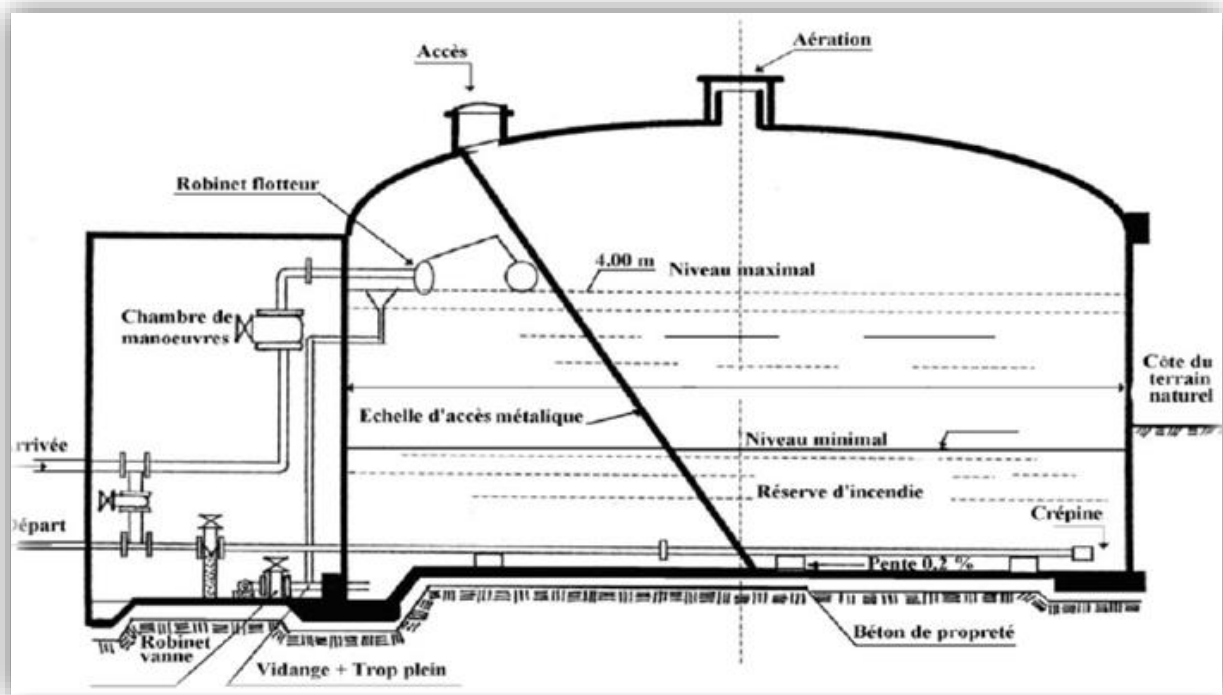 Aération
Accès
Robinet flotteur
4.00 m Niveau maximal
Chambre de
manoeuvres
Côte du
terrain
naturel
Echelle d'accès métalique
Niveau minimal
rrivée
Réserve d'incendie
Crépine
Départ
Pente 0,2 %
Béton de propreté
Robinet
vanne
Vidange + Trop plein